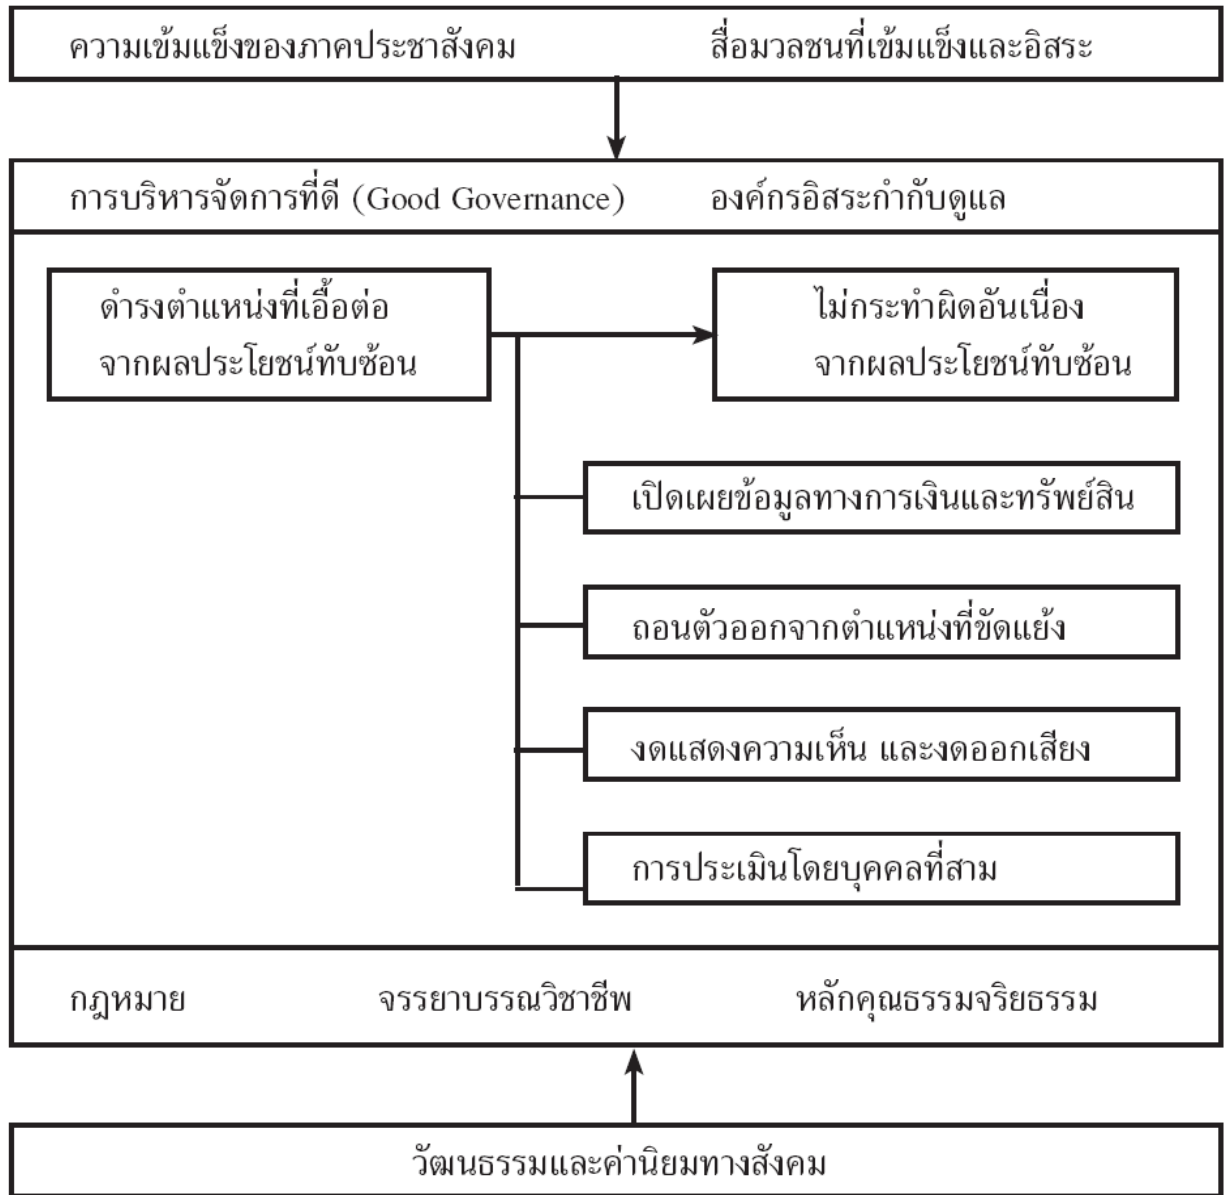 ความเข้มแข็งของภาคประชาสังคม สื่อมวลชนที่เข้มแข็งและอิสระ
การบริหารจัดการที่ดี (Good Governance) องค์กรอิสระกำกับดูแล
ดำรงตำแหน่งที่เอื้อต่อ
จากผลประโยชน์ทับซ้อน
ไม่กระทำผิดอันเนื่อง
จากผลประโยชน์ทับซ้อน
เปิดเผยข้อมูลทางการเงินและทรัพย์สิน
ถอนตัวออกจากตำแหน่งที่ขัดแย้ง
งดแสดงความเห็น และงดออกเสียง
การประเมินโดยบุคคลที่สาม
กฎหมาย จรรยาบรรณวิชาชีพ หลักคุณธรรมจริยธรรม
วัฒนธรรมและค่านิยมทางสังคม